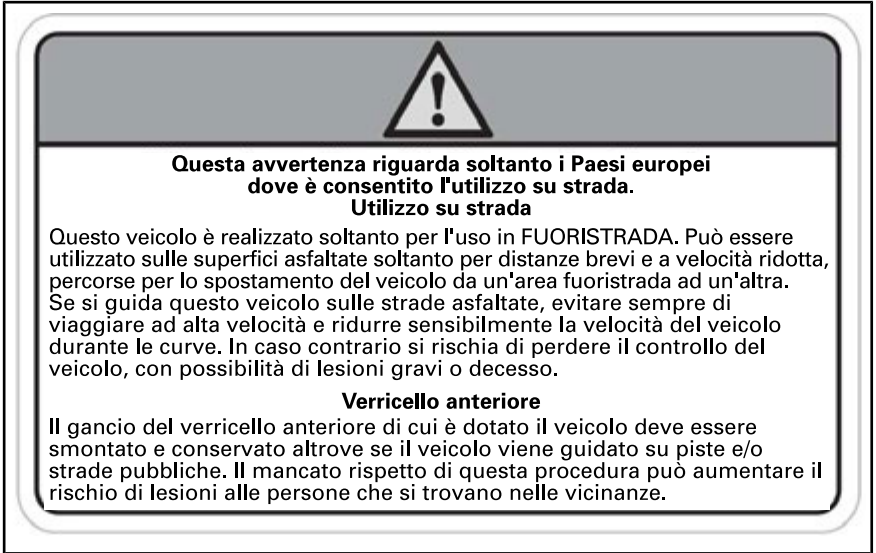 Questa avvertenza riguarda soltanto i Paesi europei
dove è consentito l'utilizzo su strada.
Utilizzo su strada
Questo veicolo è realizzato soltanto per l'uso in FUORISTRADA. Può essere
utilizzato sulle superfici asfaltate soltanto per distanze brevi e a velocità ridotta,
percorse per lo spostamento del veicolo da un'area fuoristrada ad un'altra.
Se si guida questo veicolo sulle strade asfaltate, evitare sempre di
viaggiare ad alta velocità e ridurre sensibilmente la velocità del veicolo
durante le curve. In caso contrario si rischia di perdere il controllo del
veicolo, con possibilità di lesioni gravi o decesso.
Verricello anteriore
Il gancio del verricello anteriore di cui è dotato il veicolo deve essere
smontato e conservato altrove se il veicolo viene guidato su piste e/o
strade pubbliche. Il mancato rispetto di questa procedura può aumentare il
rischio di lesioni alle persone che si trovano nelle vicinanze.